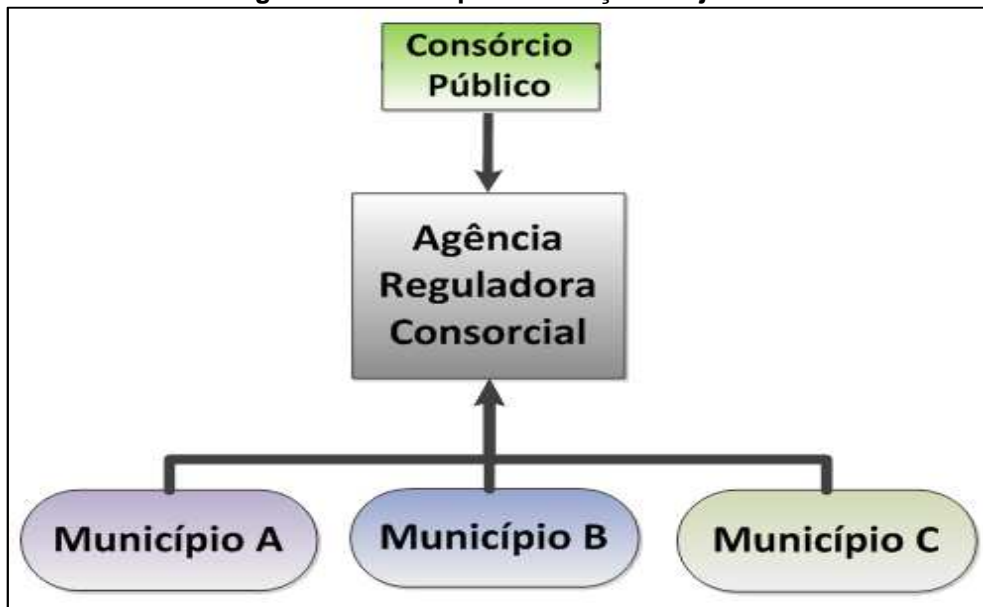 Consórcio
Público
Agência
Reguladora
Consorcial
Município A
Município B
Município C